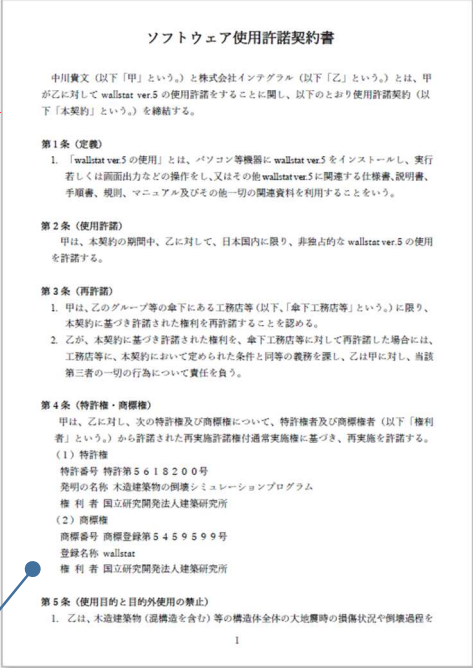 ソフトウェア使用許諾契約書
中川貴文（以下「甲」という。）と株式会社インテグラル（以下「乙」という。）とは、甲
が乙に対して wallstat ver.5 の使用許諾をすることに関し、以下のとおり使用許諾契約（以
下「本契約」という。）を締結する。
第1条（定義）
1. 「wallstat ver.5 の使用」とは、パソコン等機器に wallstat ver.5 をインストールし、実行
若しくは画面出力などの操作をし、又はその他 wallstat ver.5 に関連する仕様書、説明書、
手順書、規則、マニュアル及びその他一切の関連資料を利用することをいう。
第2条（使用許諾）
甲は、本契約の期間中、乙に対して、日本国内に限り、非独占的な wallstat ver.5 の使用
を許諾する。
第3条（再許諾）
1. 甲は、乙のグループ等の傘下にある工務店等（以下、「傘下工務店等」という。）に限り、
本契約に基づき許諾された権利を再許諾することを認める。
2. 乙が、本契約に基づき許諾された権利を、傘下工務店等に対して再許諾した場合には、
工務店等に、本契約において定められた条件と同等の義務を課し、乙は甲に対し、当該
第三者の一切の行為について責任を負う。
第4条（特許権・商標権）
甲は、乙に対し、次の特許権及び商標権について、特許権者及び商標権者（以下「権利
者」という。）から許諾された再実施許諾権付通常実施権に基づき、再実施を許諾する。
（1）特許権
特許番号 特許第5618200号
発明の名称 木造建築物の倒壊シミュレーションプログラム
権 利 者 国立研究開発法人建築研究所
（2）商標権
商標番号 商標登録第5459599号
登録名称 wallstat
権 利 者 国立研究開発法人建築研究所
第5条（使用目的と目的外使用の禁止）
1. 乙は、木造建築物（混構造を含む）等の構造体全体の大地震時の損傷状況や倒壊過程を
1